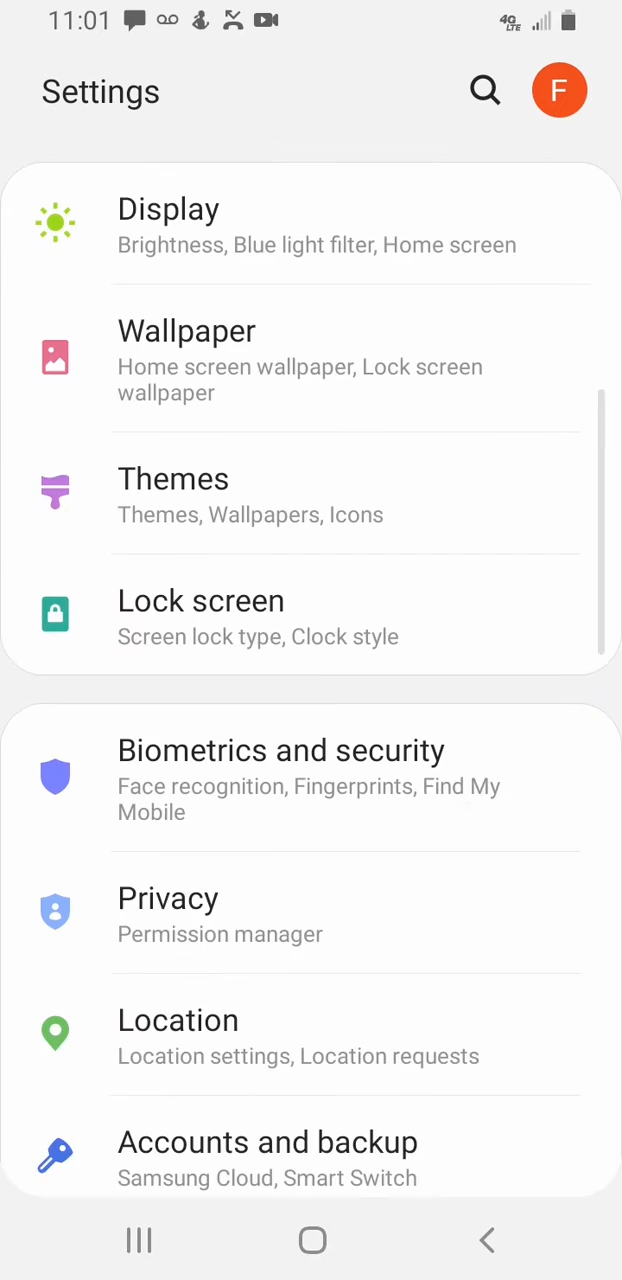 11:01
4G
LTE
Settings
F
Display
Brightness, Blue light filter, Home screen
Wallpaper
Home screen wallpaper, Lock screen
wallpaper
Themes
Themes, Wallpapers, Icons
Lock screen
Screen lock type, Clock style
Biometrics and security
Face recognition, Fingerprints, Find My
Mobile
Privacy
Permission manager
Location
Location settings, Location requests
Accounts and backup
Samsung Cloud, Smart Switch